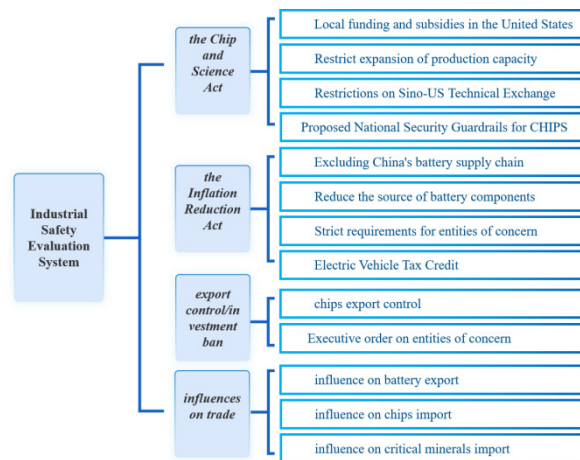 Industrial
Safety
Evaluation
System
the Chip
and
Science
Act
Local funding and subsidies in the United States
Restrict expansion of production capacity
Restrictions on Sino-US Technical Exchange
Proposed National Security Guardrails for CHIPS
the
Inflation
Reduction
Act
Excluding China's battery supply chain
Reduce the source of battery components
Strict requirements for entities of concern
Electric Vehicle Tax Credit
export
control/in
vestment
ban
chips export control
Executive order on entities of concern
influences
on trade
influence on battery export
influence on chips import
influence on critical minerals import